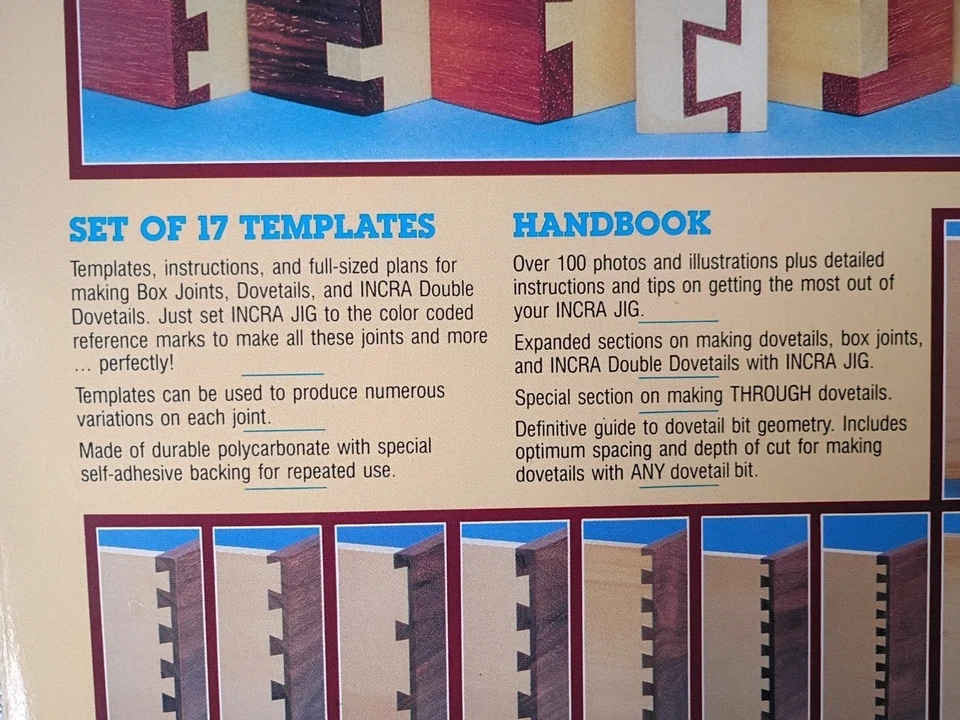 SET OF 17 TEMPLATES
Templates, instructions, and full-sized plans for
making Box Joints, Dovetails, and INCRA Double
Dovetails. Just set INCRA JIG to the color coded
reference marks to make all these joints and more
... perfectly!
Templates can be used to produce numerous
variations on each joint.
Made of durable polycarbonate with special
self-adhesive backing for repeated use.
HANDBOOK
Over 100 photos and illustrations plus detailed
instructions and tips on getting the most out of
your INCRA JIG.
Expanded sections on making dovetails, box joints,
and INCRA Double Dovetails with INCRA JIG.
Special section on making THROUGH dovetails.
Definitive guide to dovetail bit geometry. Includes
optimum spacing and depth of cut for making
dovetails with ANY dovetail bit.